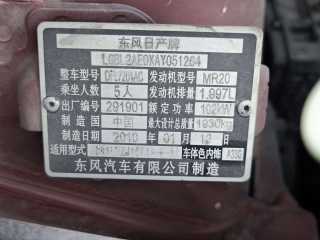 东风日产牌
LGBL2AE0XAY051264
整车型号 DFL7200AC 发动机型号 MR20
乘坐人数 5人 发动机排量 1.997L
出厂编号 291901 额定功率 102kW
制造国 中国 最大设计总质量 1930kg
制造日期 2010 年 01 月 13 日
适用型式 车体色内饰 A33G
东风汽车有限公司制造